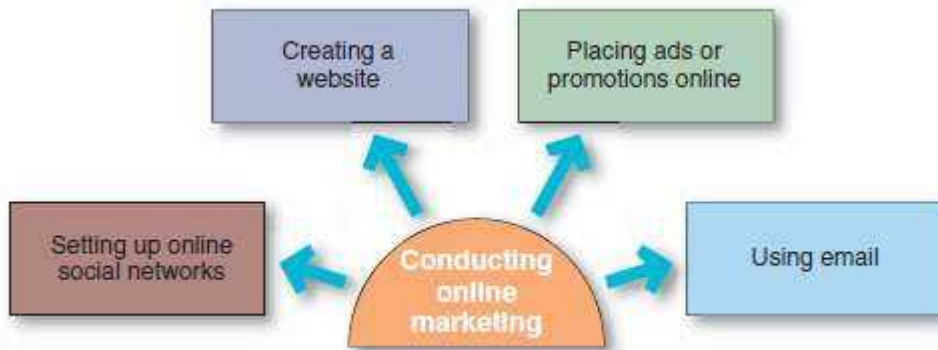 Creating a
website
Placing ads or
promotions online
Setting up online
social networks
Conducting
online
marketing
Using email